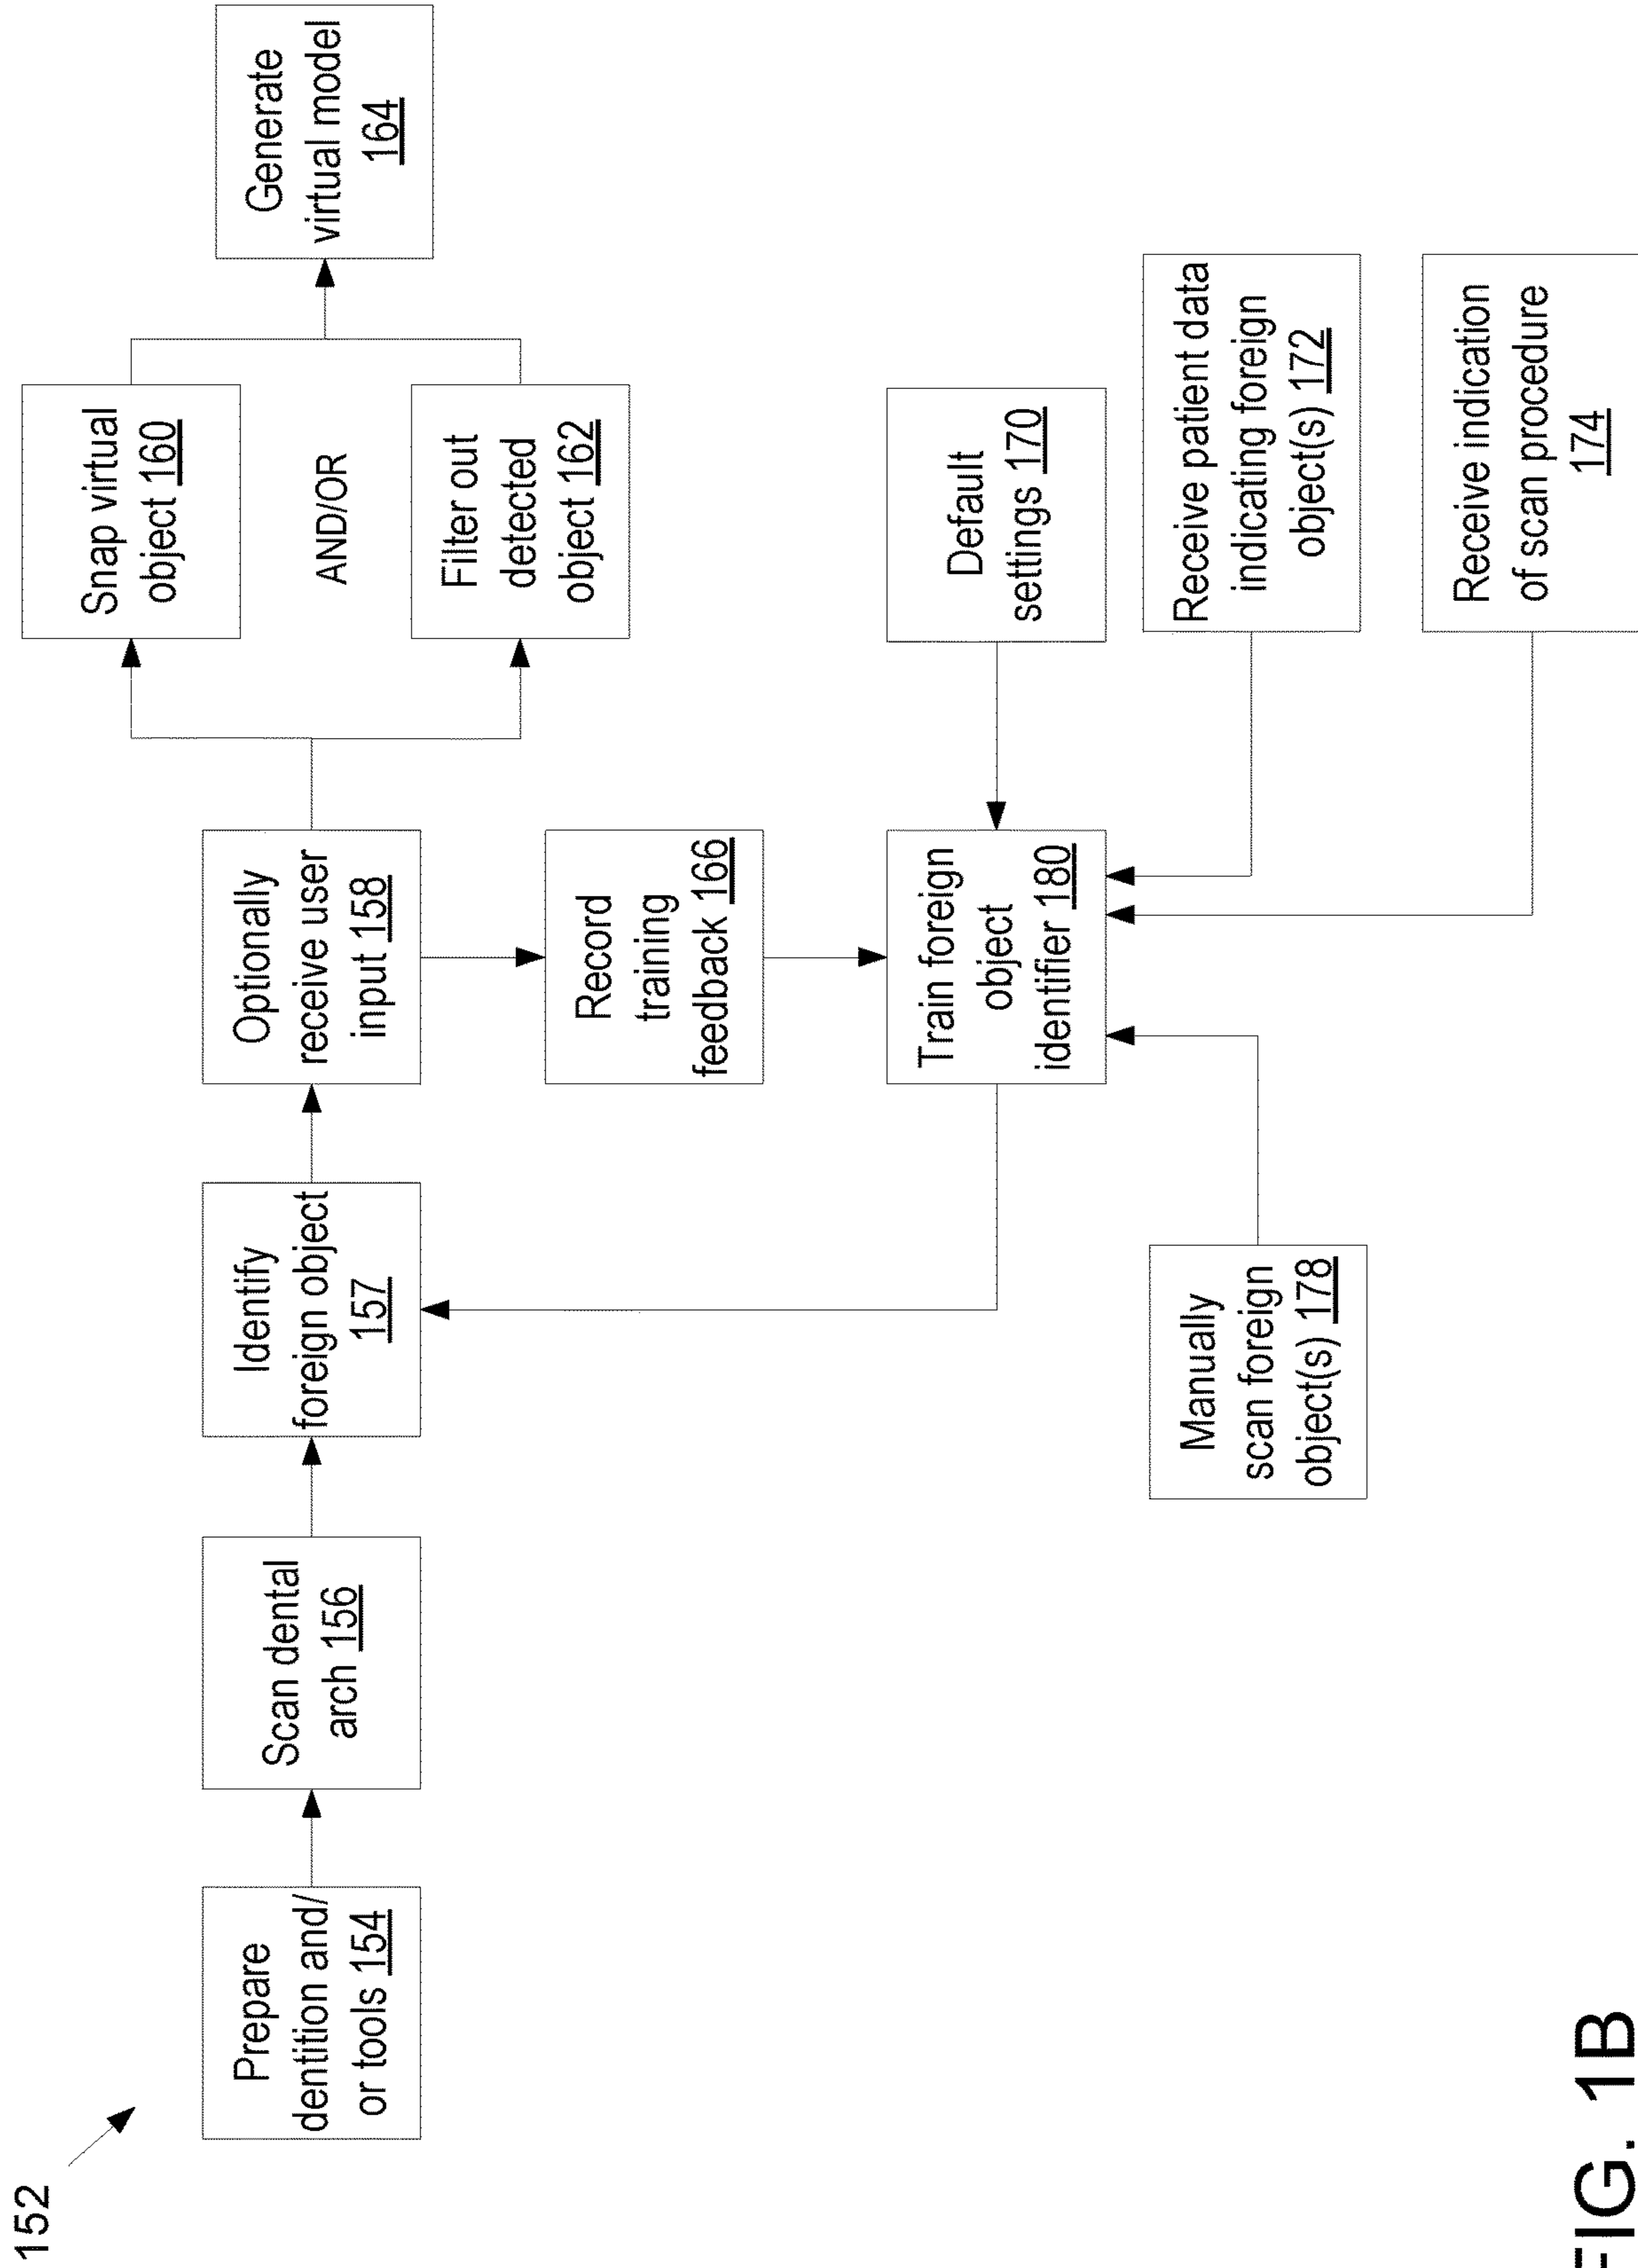 152
Prepare
dentition and/
or tools 154
Scan dental
arch 156
Identify
foreign object
157
Optionally
receive user
input 158
Snap virtual
object 160
AND/OR
Filter out
detected
object 162
Generate
virtual model
164
Record
training
feedback 166
Train foreign
object
identifier 180
Default
settings 170
Receive patient data
indicating foreign
object(s) 172
Receive indication
of scan procedure
174
Manually
scan foreign
object(s) 178
FIG. 1B